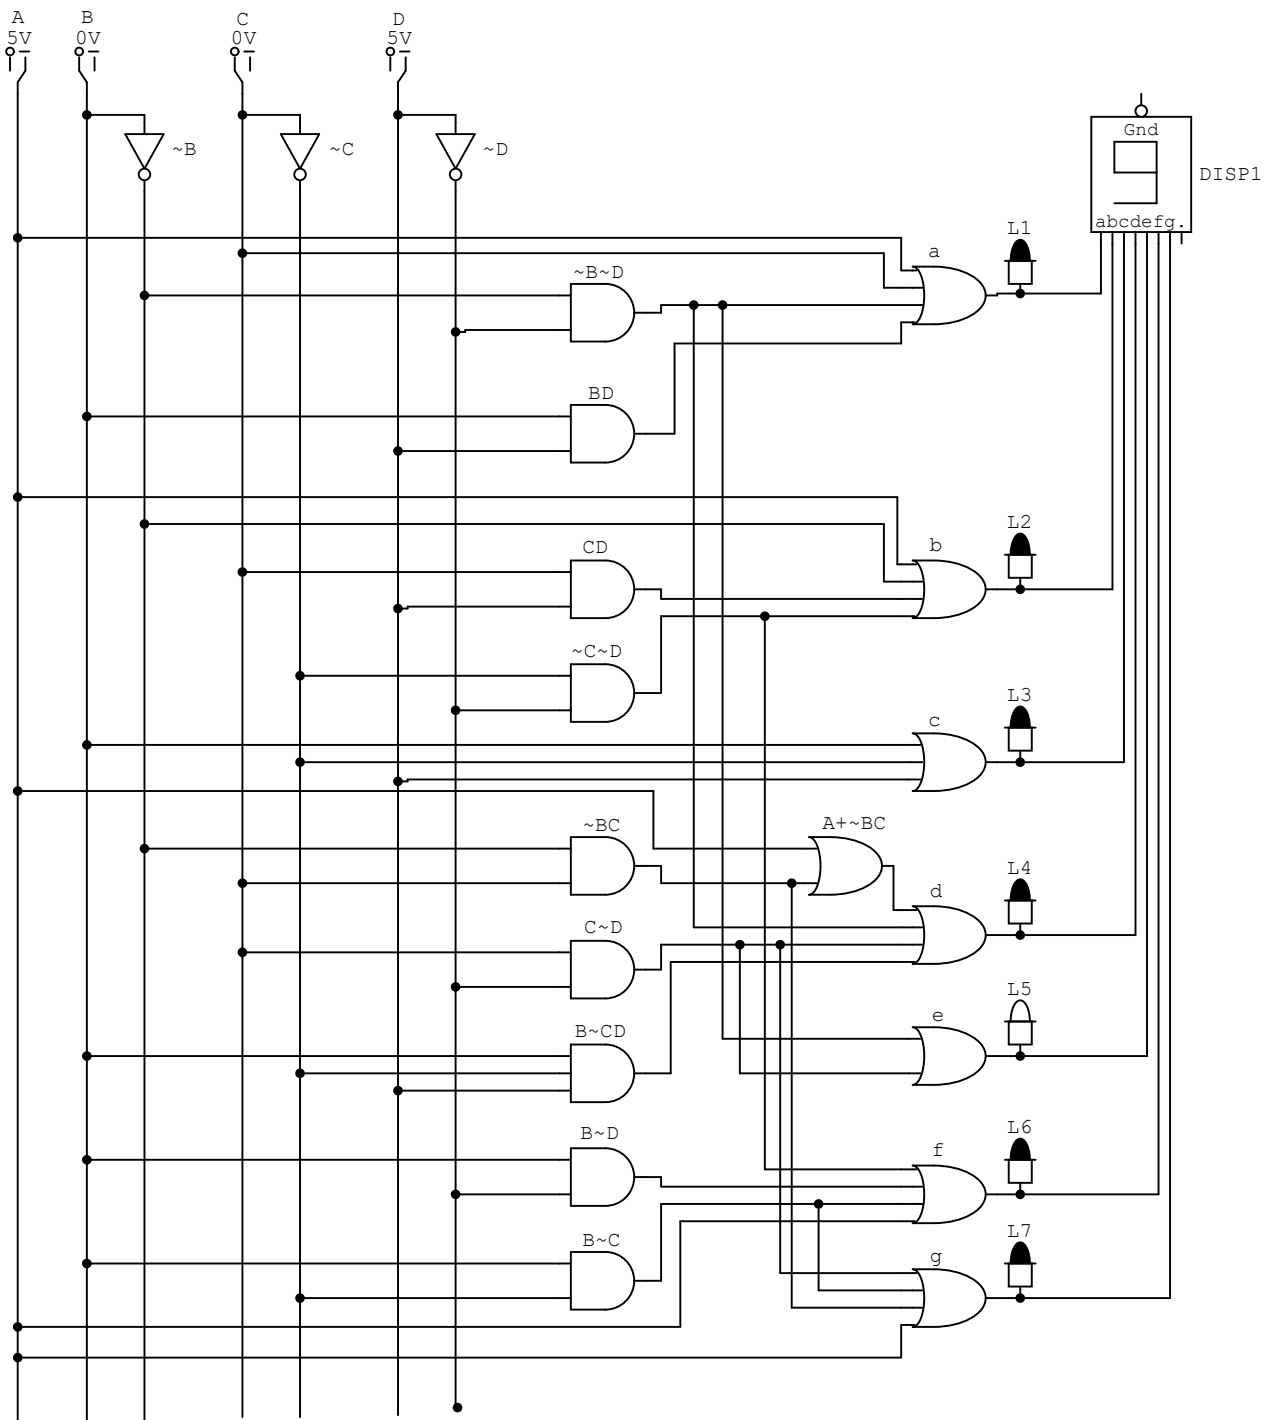 A B C D
5V 0V 0V 5V
~B ~C ~D
Gnd
DISP1
abcdefg.
L1
a
~B~D
BD
L2
b
CD
~C~D
L3
c
A+~BC
~BC
L4
d
C~D
L5
e
B~CD
L6
B~D
f
L7
B~C
g